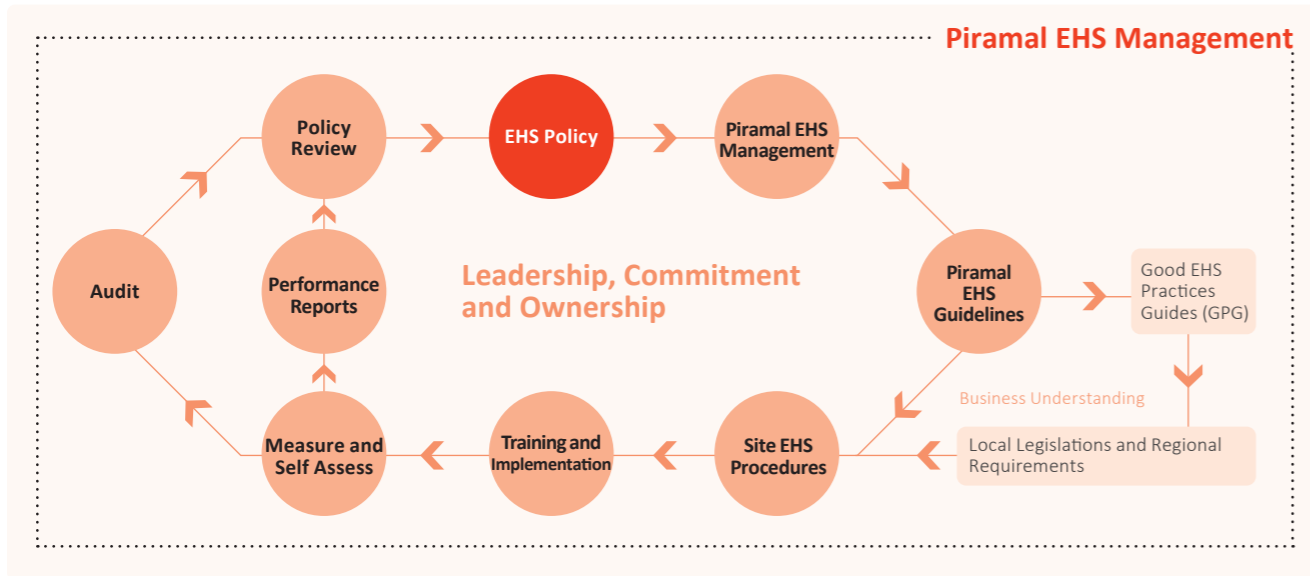 Piramal EHS Management
Policy
Review
EHS Policy
Piramal EHS
Management
Audit
Performance
Reports
Leadership, Commitment
and Ownership
Piramal
EHS
Guidelines
Good EHS
Practices
Guides (GPG)
Business Understanding
Measure and
Self Assess
Training and
Implementation
Site EHS
Procedures
Local Legislations and Regional
Requirements